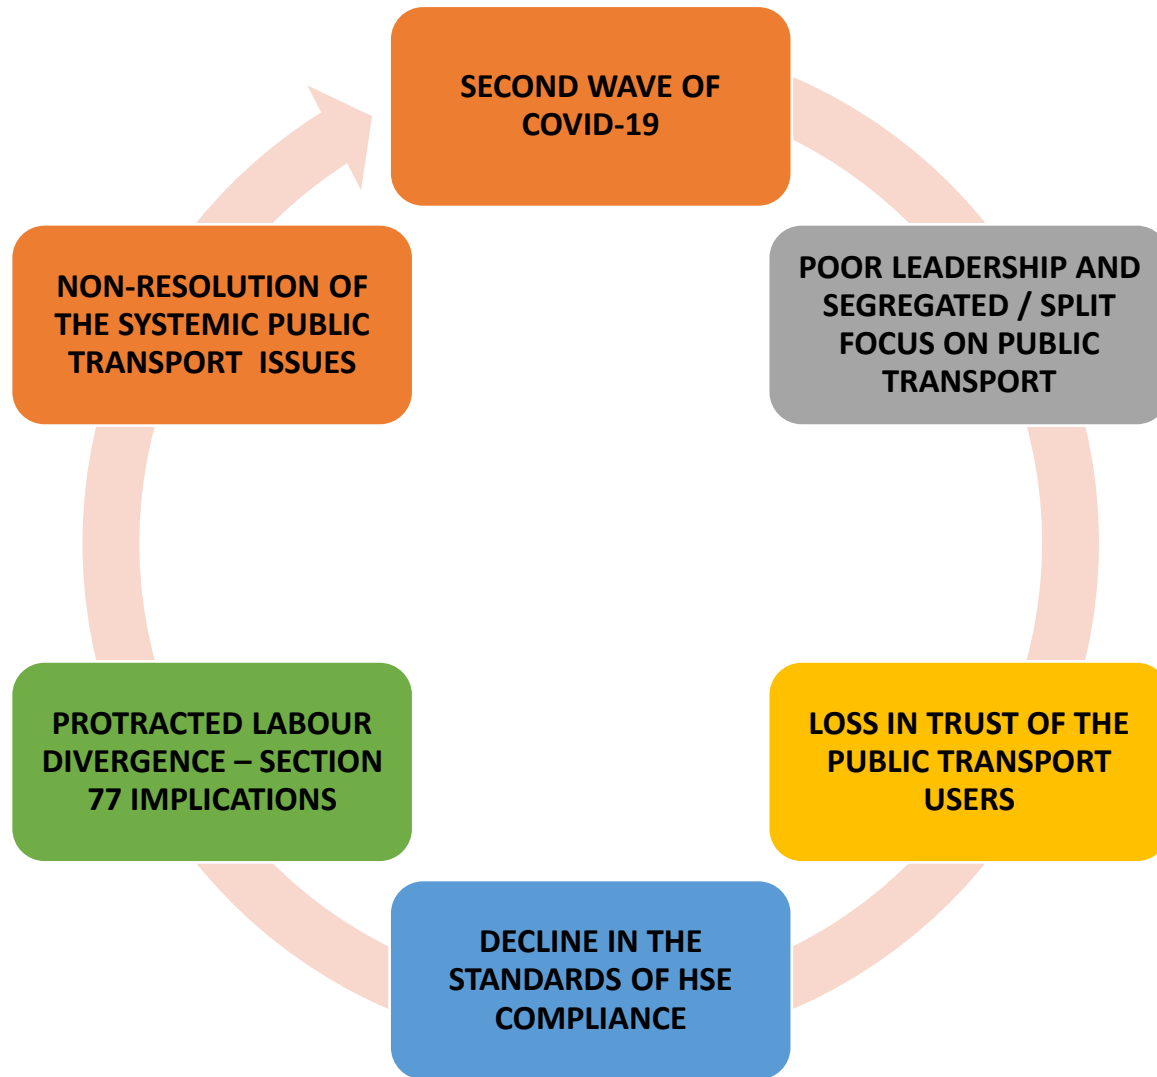 SECOND WAVE OF
COVID-19
POOR LEADERSHIP AND
SEGREGATED / SPLIT
FOCUS ON PUBLIC
TRANSPORT
LOSS IN TRUST OF THE
PUBLIC TRANSPORT
USERS
DECLINE IN THE
STANDARDS OF HSE
COMPLIANCE
PROTRACTED LABOUR
DIVERGENCE – SECTION
77 IMPLICATIONS
NON-RESOLUTION OF
THE SYSTEMIC PUBLIC
TRANSPORT  ISSUES